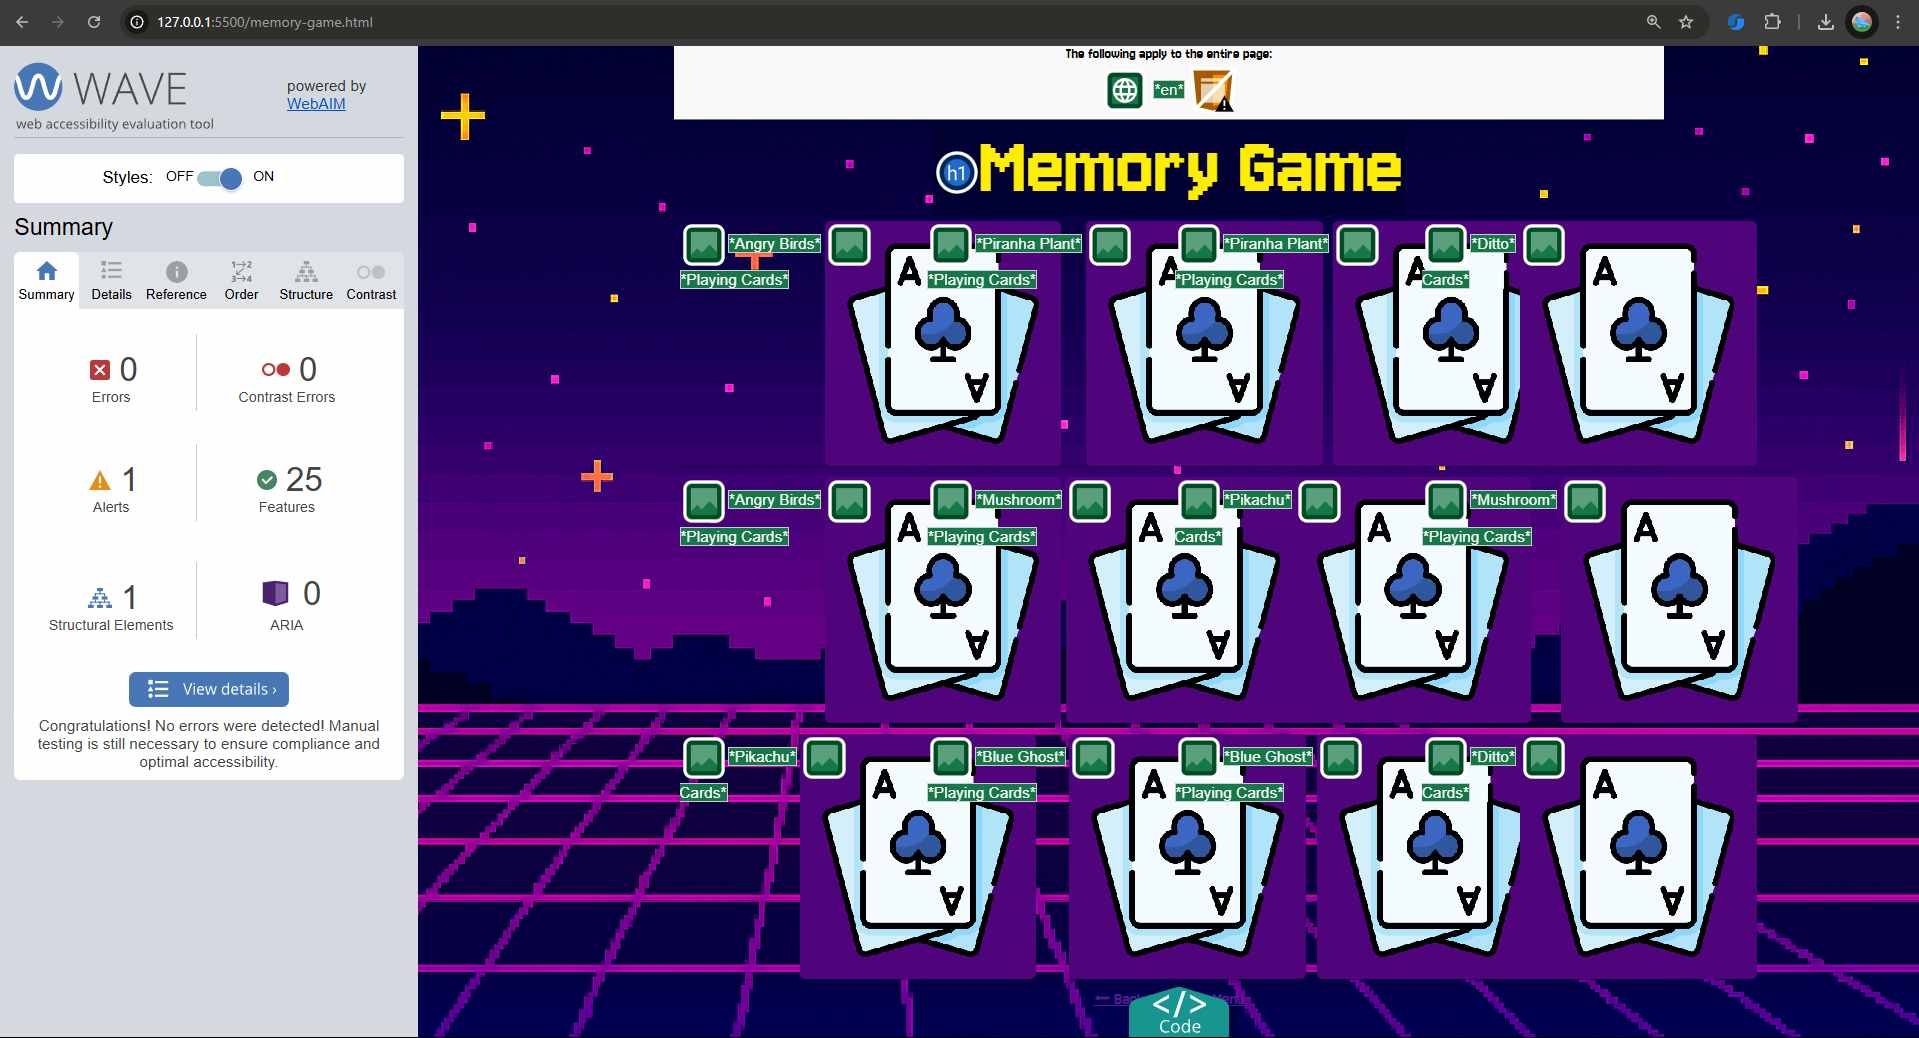 127.0.0.1:5500/memory-game.html
WAVE
web accessibility evaluation tool
powered by
WebAIM
Styles: OFF ON
Summary
Summary Details Reference Order Structure Contrast
1→2
3→4
0
Errors
0
Contrast Errors
1
Alerts
25
Features
1
Structural Elements
0
ARIA
View details ›
Congratulations! No errors were detected! Manual
testing is still necessary to ensure compliance and
optimal accessibility.
The following apply to the entire page:
*en*
h1 Memory Game
*Angry Birds* *Piranha Plant* *Piranha Plant* *Ditto*
*Playing Cards* *Playing Cards* *Playing Cards* Cards*
A A A A
A A A A
*Angry Birds* *Mushroom* *Pikachu* *Mushroom*
*Playing Cards* *Playing Cards* Cards* *Playing Cards*
A A A A
A A A A
*Pikachu* *Blue Ghost* *Blue Ghost* *Ditto*
Cards* *Playing Cards* *Playing Cards* Cards*
A A A A
A A A A
</>
Code